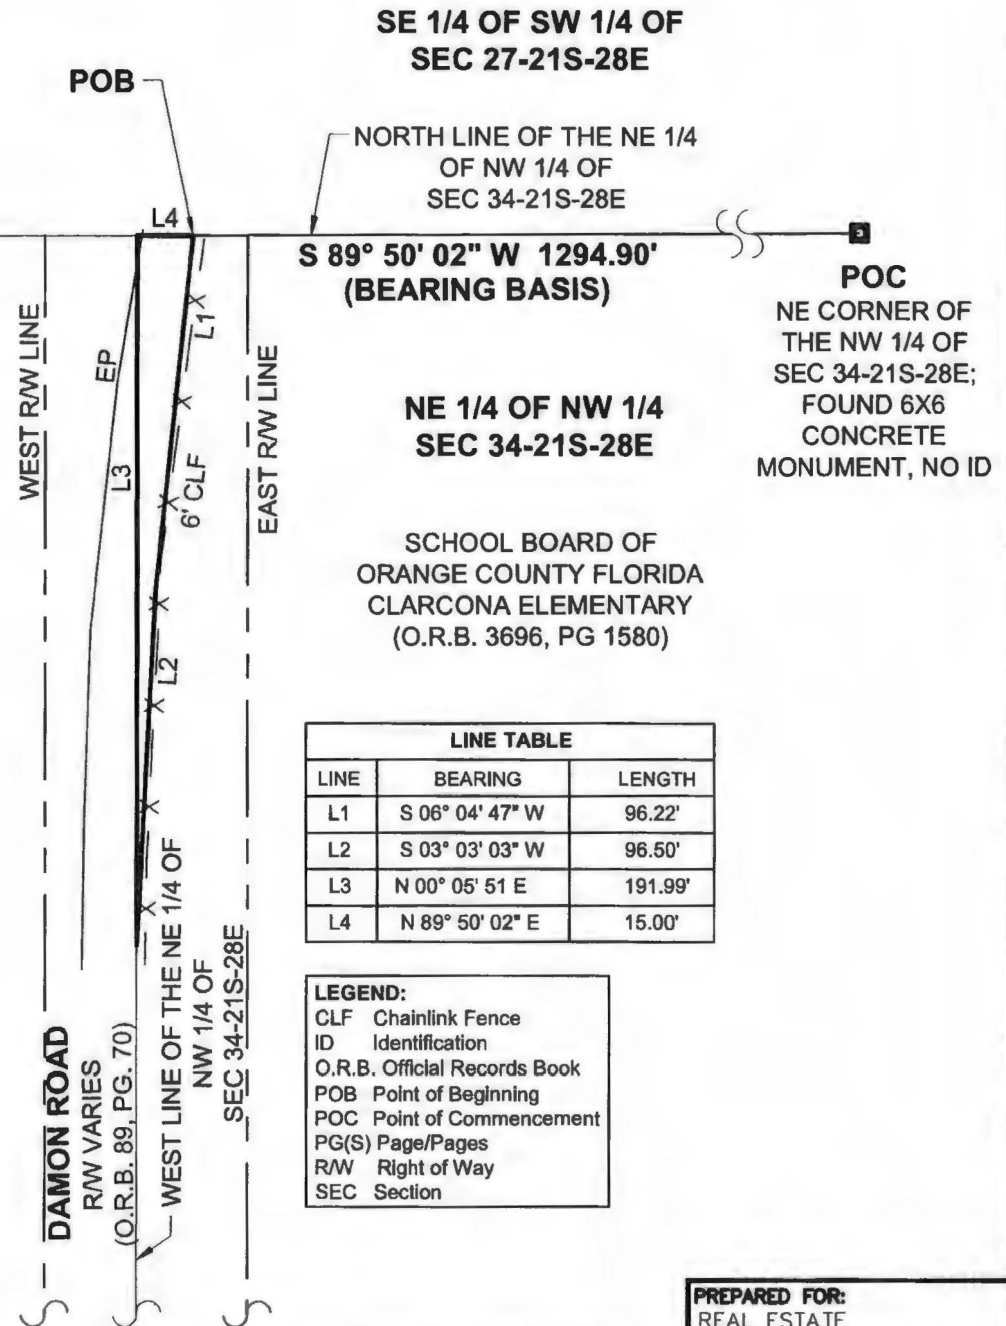 SE 1/4 OF SW 1/4 OF
SEC 27-21S-28E
POB
NORTH LINE OF THE NE 1/4
OF NW 1/4 OF
SEC 34-21S-28E
L4
S 89° 50' 02" W 1294.90'
(BEARING BASIS)
POC
NE CORNER OF
THE NW 1/4 OF
SEC 34-21S-28E;
FOUND 6X6
CONCRETE
MONUMENT, NO ID
WEST R/W LINE
EP
L3
L1
6' CLF
EAST R/W LINE
L2
NE 1/4 OF NW 1/4
SEC 34-21S-28E
SCHOOL BOARD OF
ORANGE COUNTY FLORIDA
CLARCONA ELEMENTARY
(O.R.B. 3696, PG 1580)
LINE TABLE
LINE BEARING LENGTH
L1 S 06° 04' 47" W 96.22'
L2 S 03° 03' 03" W 96.50'
L3 N 00° 05' 51 E 191.99'
L4 N 89° 50' 02" E 15.00'
LEGEND:
CLF Chainlink Fence
ID Identification
O.R.B. Official Records Book
POB Point of Beginning
POC Point of Commencement
PG(S) Page/Pages
R/W Right of Way
SEC Section
DAMON ROAD
R/W VARIES
(O.R.B. 89, PG. 70)
WEST LINE OF THE NE 1/4 OF
NW 1/4 OF
SEC 34-21S-28E
PREPARED FOR:
REAL ESTATE